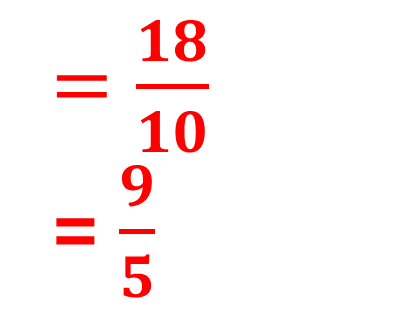 = 18/10
= 9/5